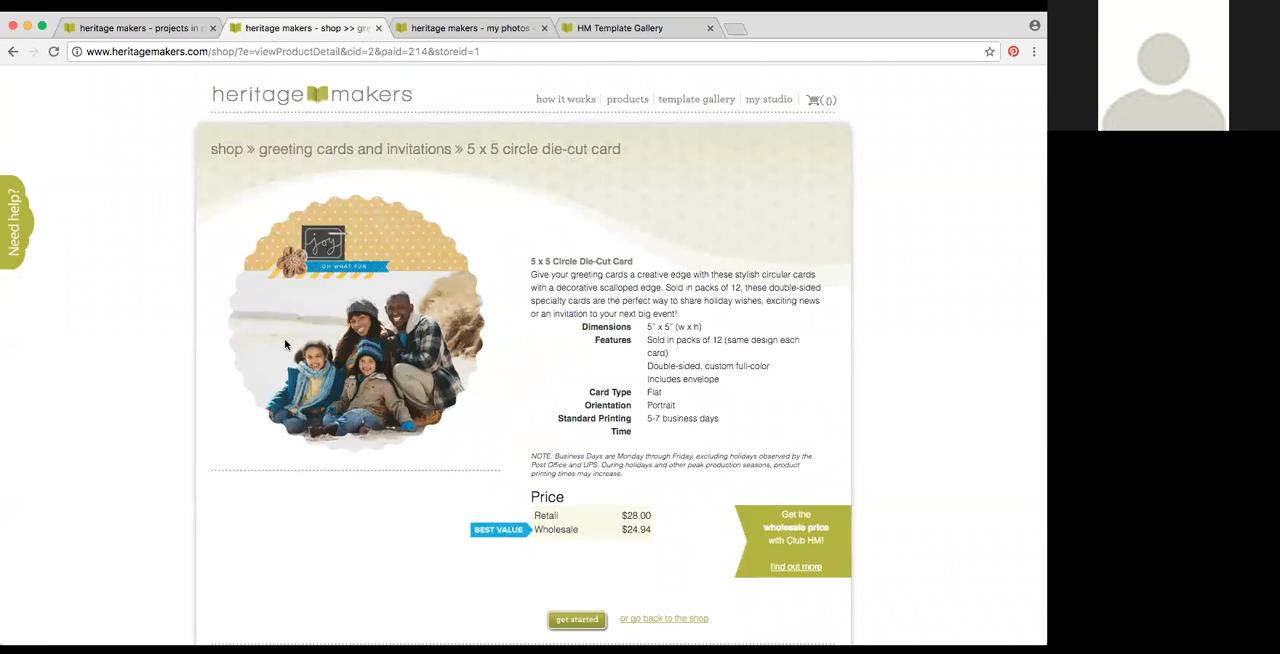 heritage makers - projects in
heritage makers - shop >> gre
heritage makers - my photos
HM Template Gallery
www.heritagemakers.com/shop/?e=viewProductDetail&cid=2&paid=214&storeid=1
heritage makers
how it works
products
template gallery
my studio
(0)
shop » greeting cards and invitations » 5 x 5 circle die-cut card
Need help?
joy
OH WHAT FUN
5 x 5 Circle Die-Cut Card
Give your greeting cards a creative edge with these stylish circular cards
with a decorative scalloped edge. Sold in packs of 12, these double-sided
specialty cards are the perfect way to share holiday wishes, exciting news
or an invitation to your next big event!
Dimensions 5" x 5" (w x h)
Features Sold in packs of 12 (same design each
card)
Double-sided, custom full-color
Includes envelope
Card Type Flat
Orientation Portrait
Standard Printing 5-7 business days
Time
NOTE: Business Days are Monday through Friday, excluding holidays observed by the
Post Office and UPS. During holidays and other peak production seasons, product
printing times may increase.
Price
Retail $28.00
BEST VALUE Wholesale $24.94
Get the
wholesale price
with Club HM!
find out more
get started
or go back to the shop